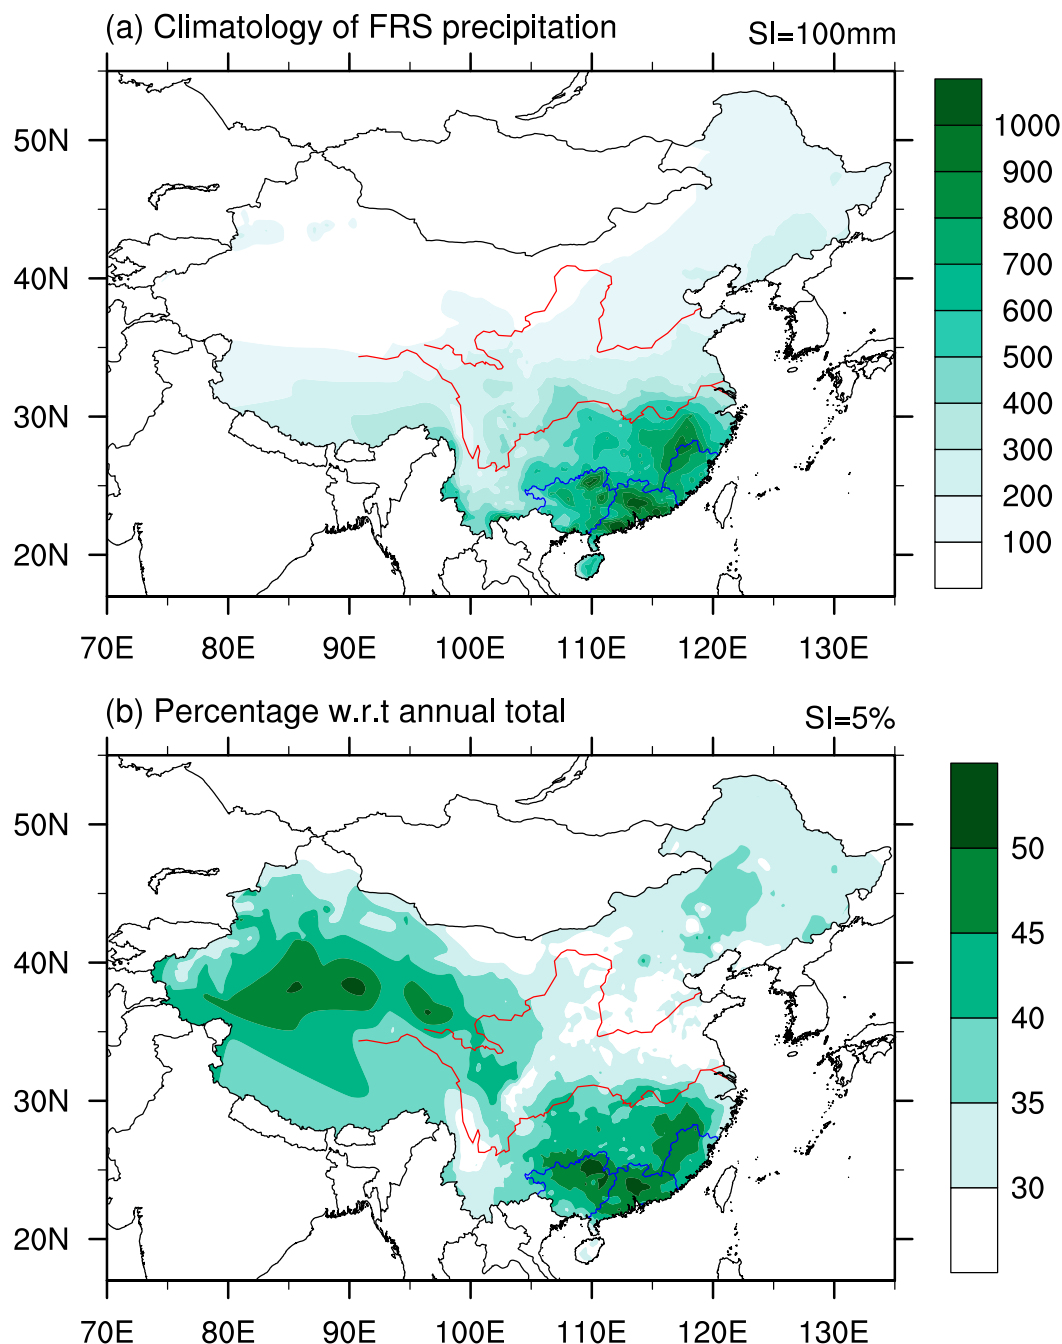 (a) Climatology of FRS precipitation
SI=100mm
50N
40N
30N
20N
70E 80E 90E 100E 110E 120E 130E
1000
900
800
700
600
500
400
300
200
100
(b) Percentage w.r.t annual total
SI=5%
50N
40N
30N
20N
70E 80E 90E 100E 110E 120E 130E
50
45
40
35
30